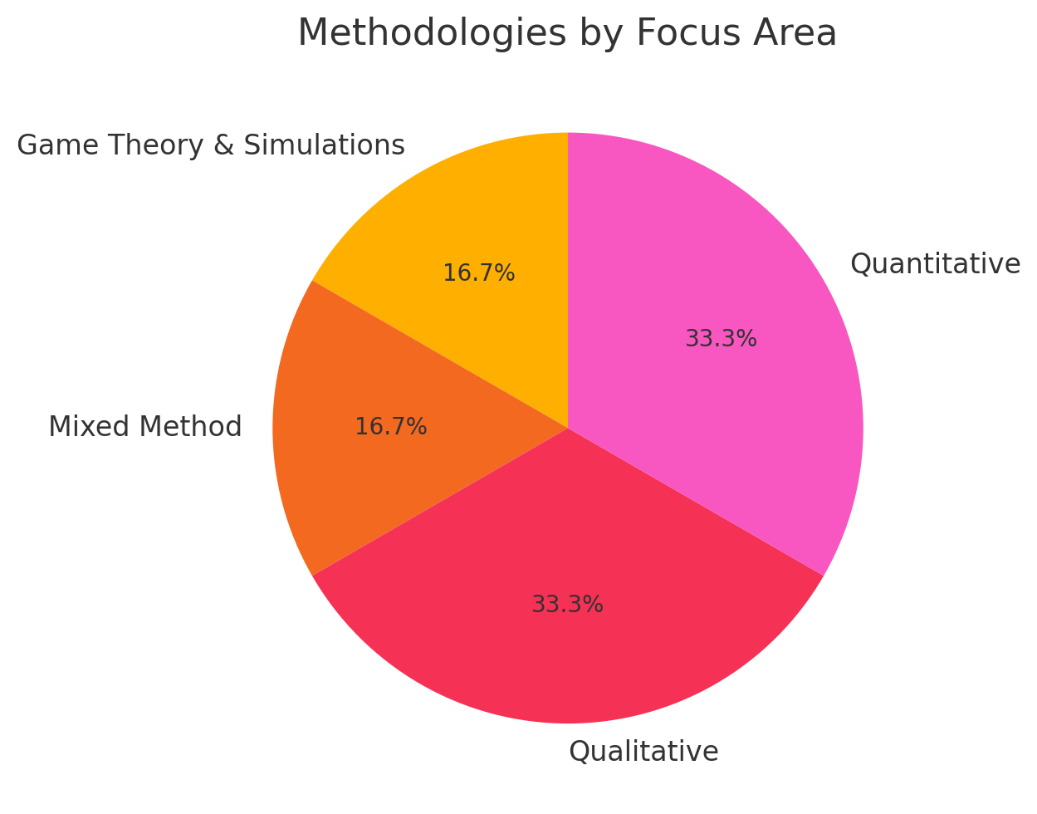 Methodologies by Focus Area
Game Theory & Simulations
Quantitative
16.7%
33.3%
Mixed Method
16.7%
33.3%
Qualitative